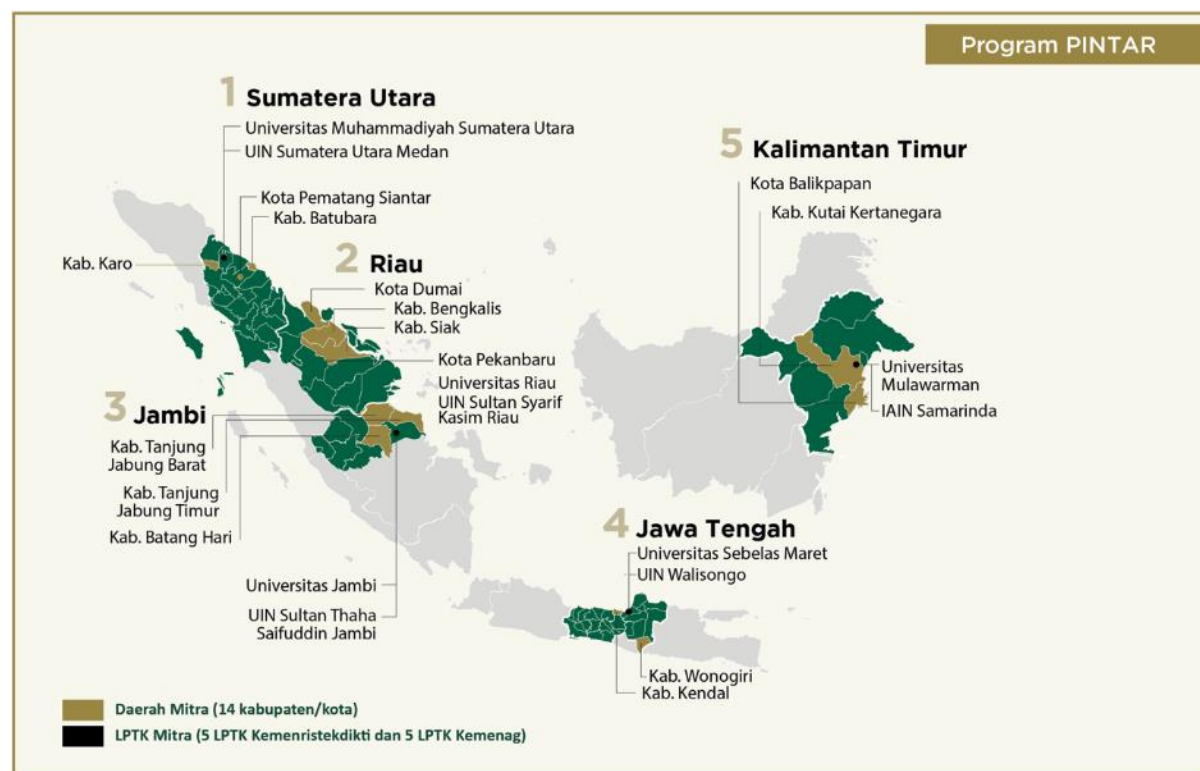 Program PINTAR
1 Sumatera Utara
Universitas Muhammadiyah Sumatera Utara
UIN Sumatera Utara Medan
Kota Pematang Siantar
Kab. Batubara
Kab. Karo
2 Riau
Kota Dumai
Kab. Bengkalis
Kab. Siak
Kota Pekanbaru
Universitas Riau
UIN Sultan Syarif
Kasim Riau
3 Jambi
Kab. Tanjung
Jabung Barat
Kab. Tanjung
Jabung Timur
Kab. Batang Hari
Universitas Jambi
UIN Sultan Thaha
Saifuddin Jambi
4 Jawa Tengah
Universitas Sebelas Maret
UIN Walisongo
Kab. Wonogiri
Kab. Kendal
5 Kalimantan Timur
Kota Balikpapan
Kab. Kutai Kertanegara
Universitas
Mulawarman
IAIN Samarinda
Daerah Mitra (14 kabupaten/kota)
LPTK Mitra (5 LPTK Kemenristekdikti dan 5 LPTK Kemenag)